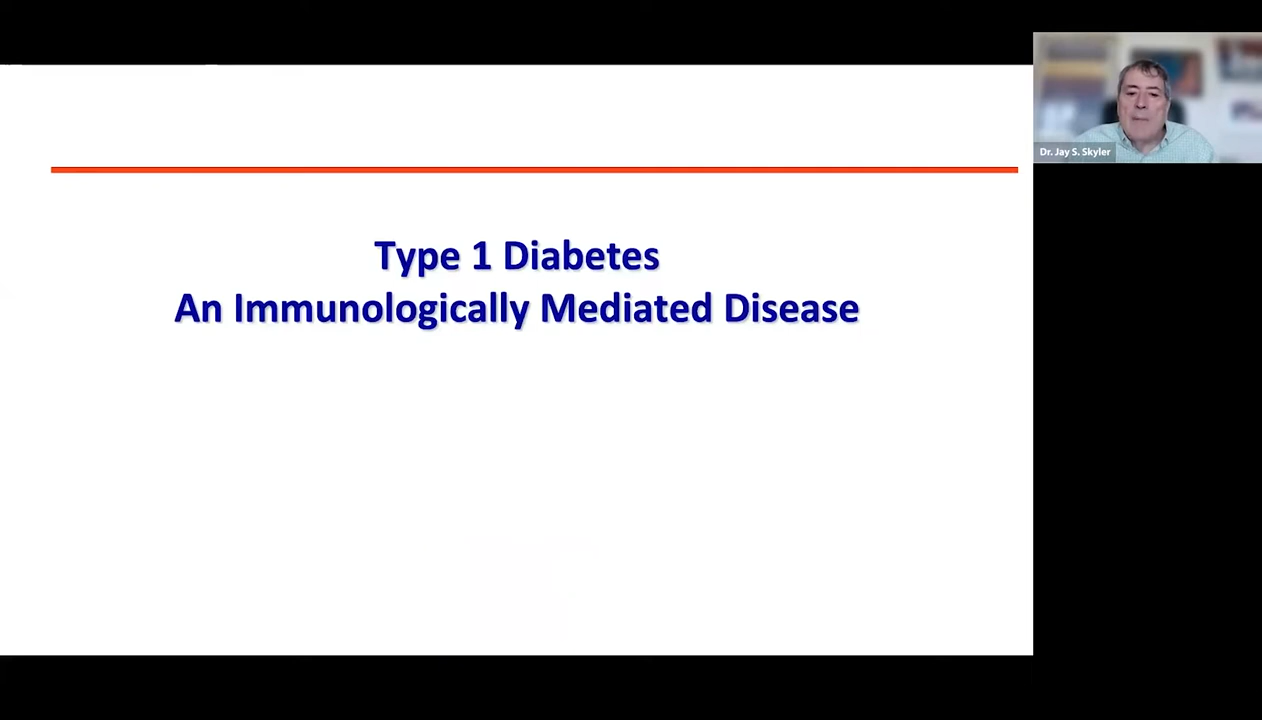 Type 1 Diabetes
An Immunologically Mediated Disease
Dr. Jay S. Skyler